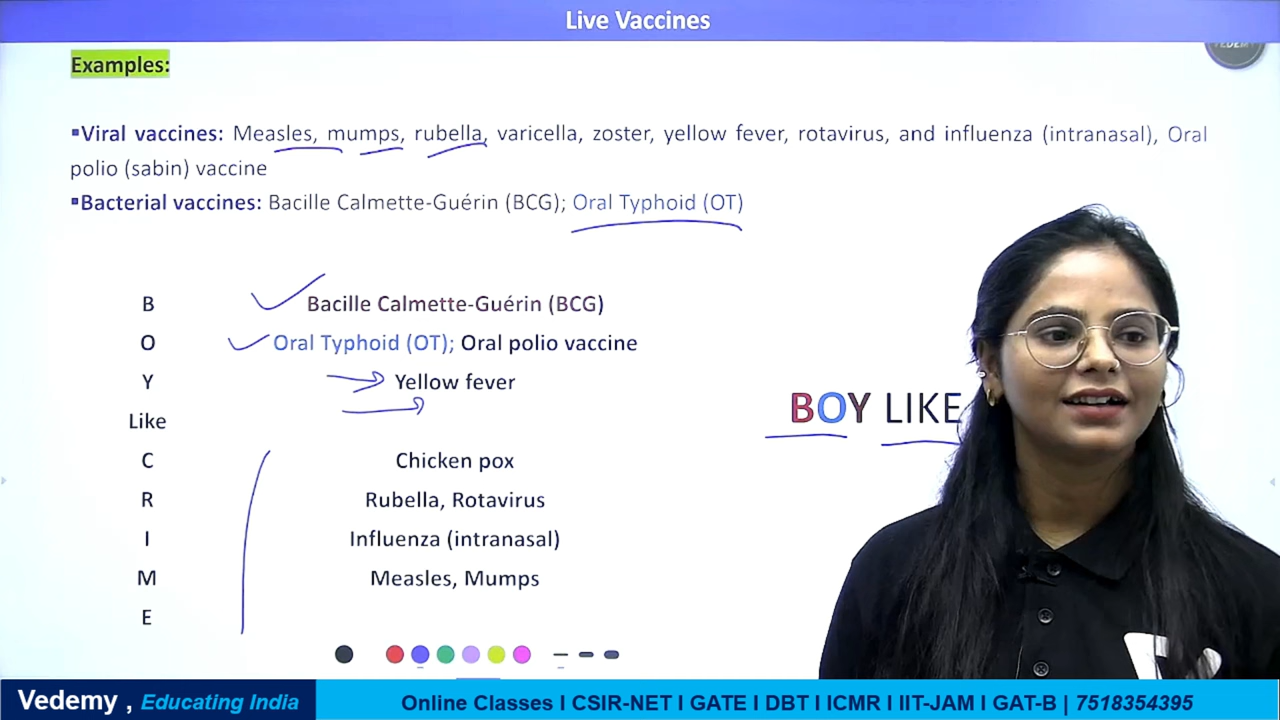 Live Vaccines
Examples:
▪Viral vaccines: Measles, mumps, rubella, varicella, zoster, yellow fever, rotavirus, and influenza (intranasal), Oral
polio (sabin) vaccine
▪Bacterial vaccines: Bacille Calmette-Guérin (BCG); Oral Typhoid (OT)
B Bacille Calmette-Guérin (BCG)
O Oral Typhoid (OT); Oral polio vaccine
Y Yellow fever
Like
C Chicken pox
R Rubella, Rotavirus
I Influenza (intranasal)
M Measles, Mumps
E
BOY LIKE
Vedemy , Educating India
Online Classes I CSIR-NET I GATE I DBT I ICMR I IIT-JAM I GAT-B | 7518354395